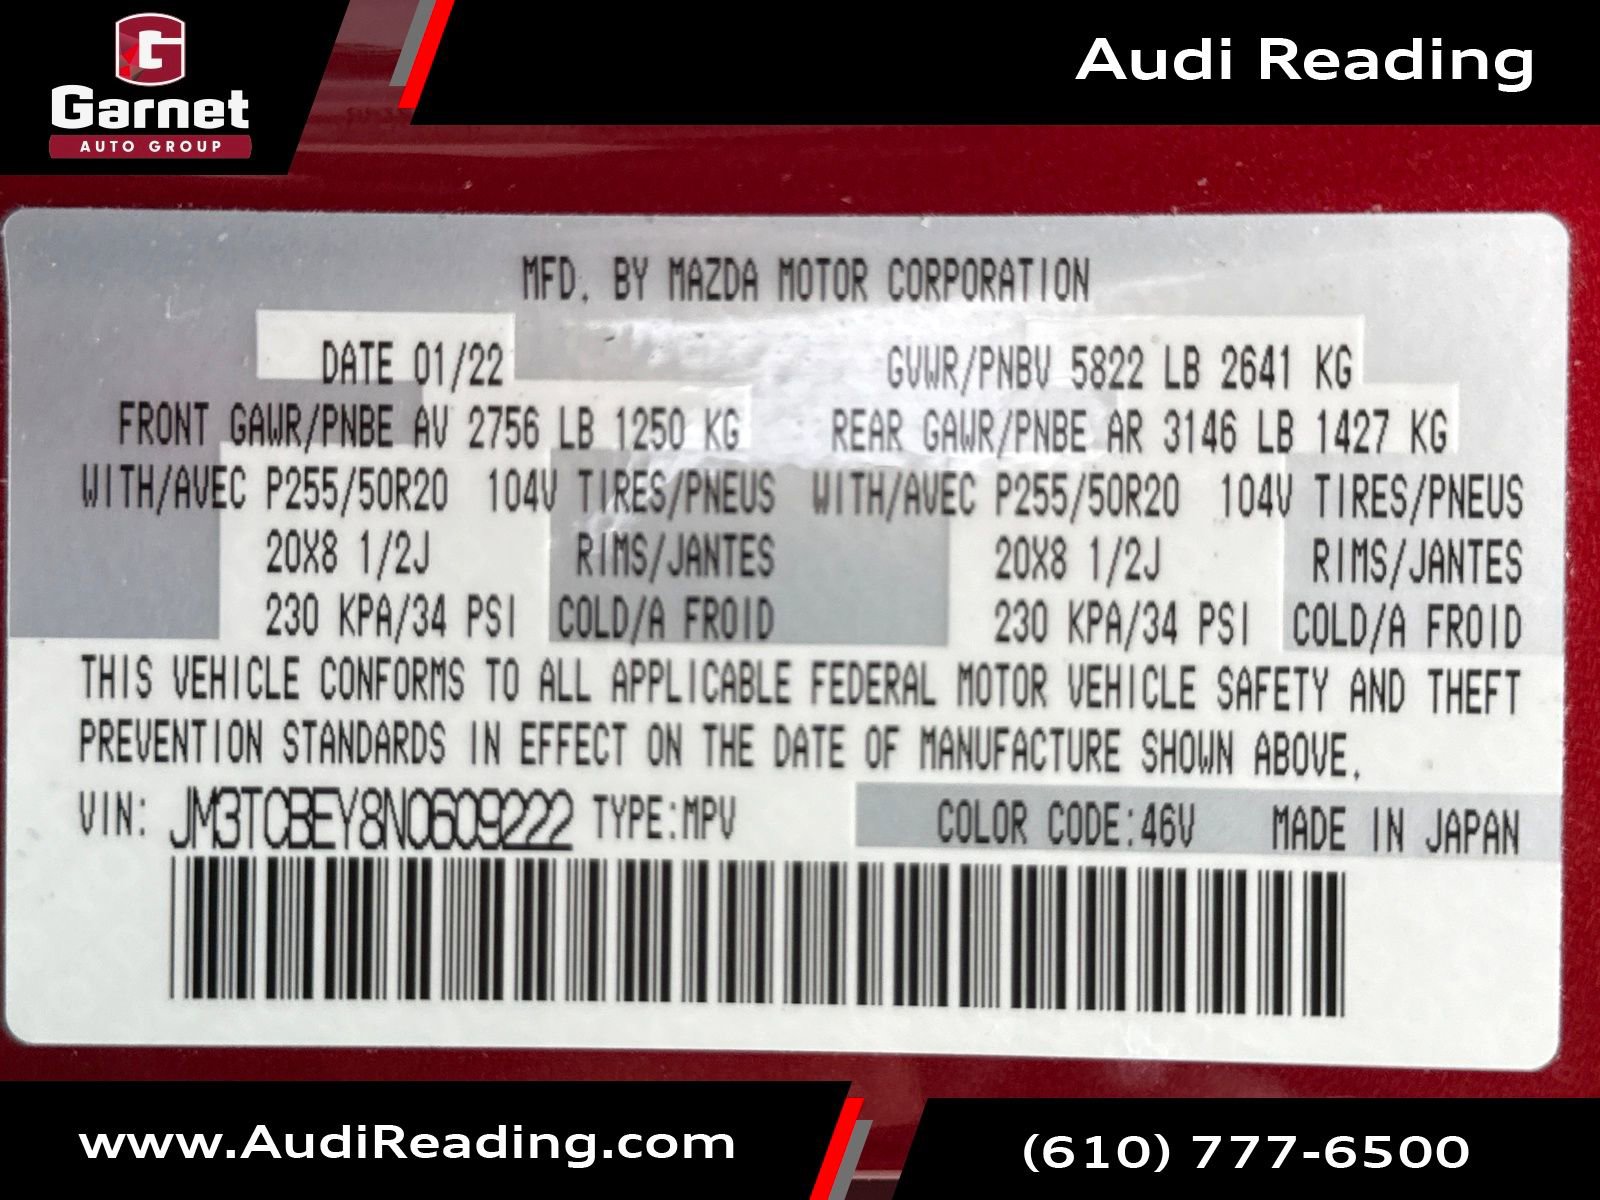 G
Garnet
AUTO GROUP
Audi Reading
MFD. BY MAZDA MOTOR CORPORATION
DATE 01/22 GVWR/PNBV 5822 LB 2641 KG
FRONT GAWR/PNBE AV 2756 LB 1250 KG REAR GAWR/PNBE AR 3146 LB 1427 KG
WITH/AVEC P255/50R20 104V TIRES/PNEUS WITH/AVEC P255/50R20 104V TIRES/PNEUS
20X8 1/2J RIMS/JANTES 20X8 1/2J RIMS/JANTES
230 KPA/34 PSI COLD/A FROID 230 KPA/34 PSI COLD/A FROID
THIS VEHICLE CONFORMS TO ALL APPLICABLE FEDERAL MOTOR VEHICLE SAFETY AND THEFT
PREVENTION STANDARDS IN EFFECT ON THE DATE OF MANUFACTURE SHOWN ABOVE.
VIN: JM3TCBEY8N0609222 TYPE:MPV COLOR CODE:46V MADE IN JAPAN
www.AudiReading.com
(610) 777-6500